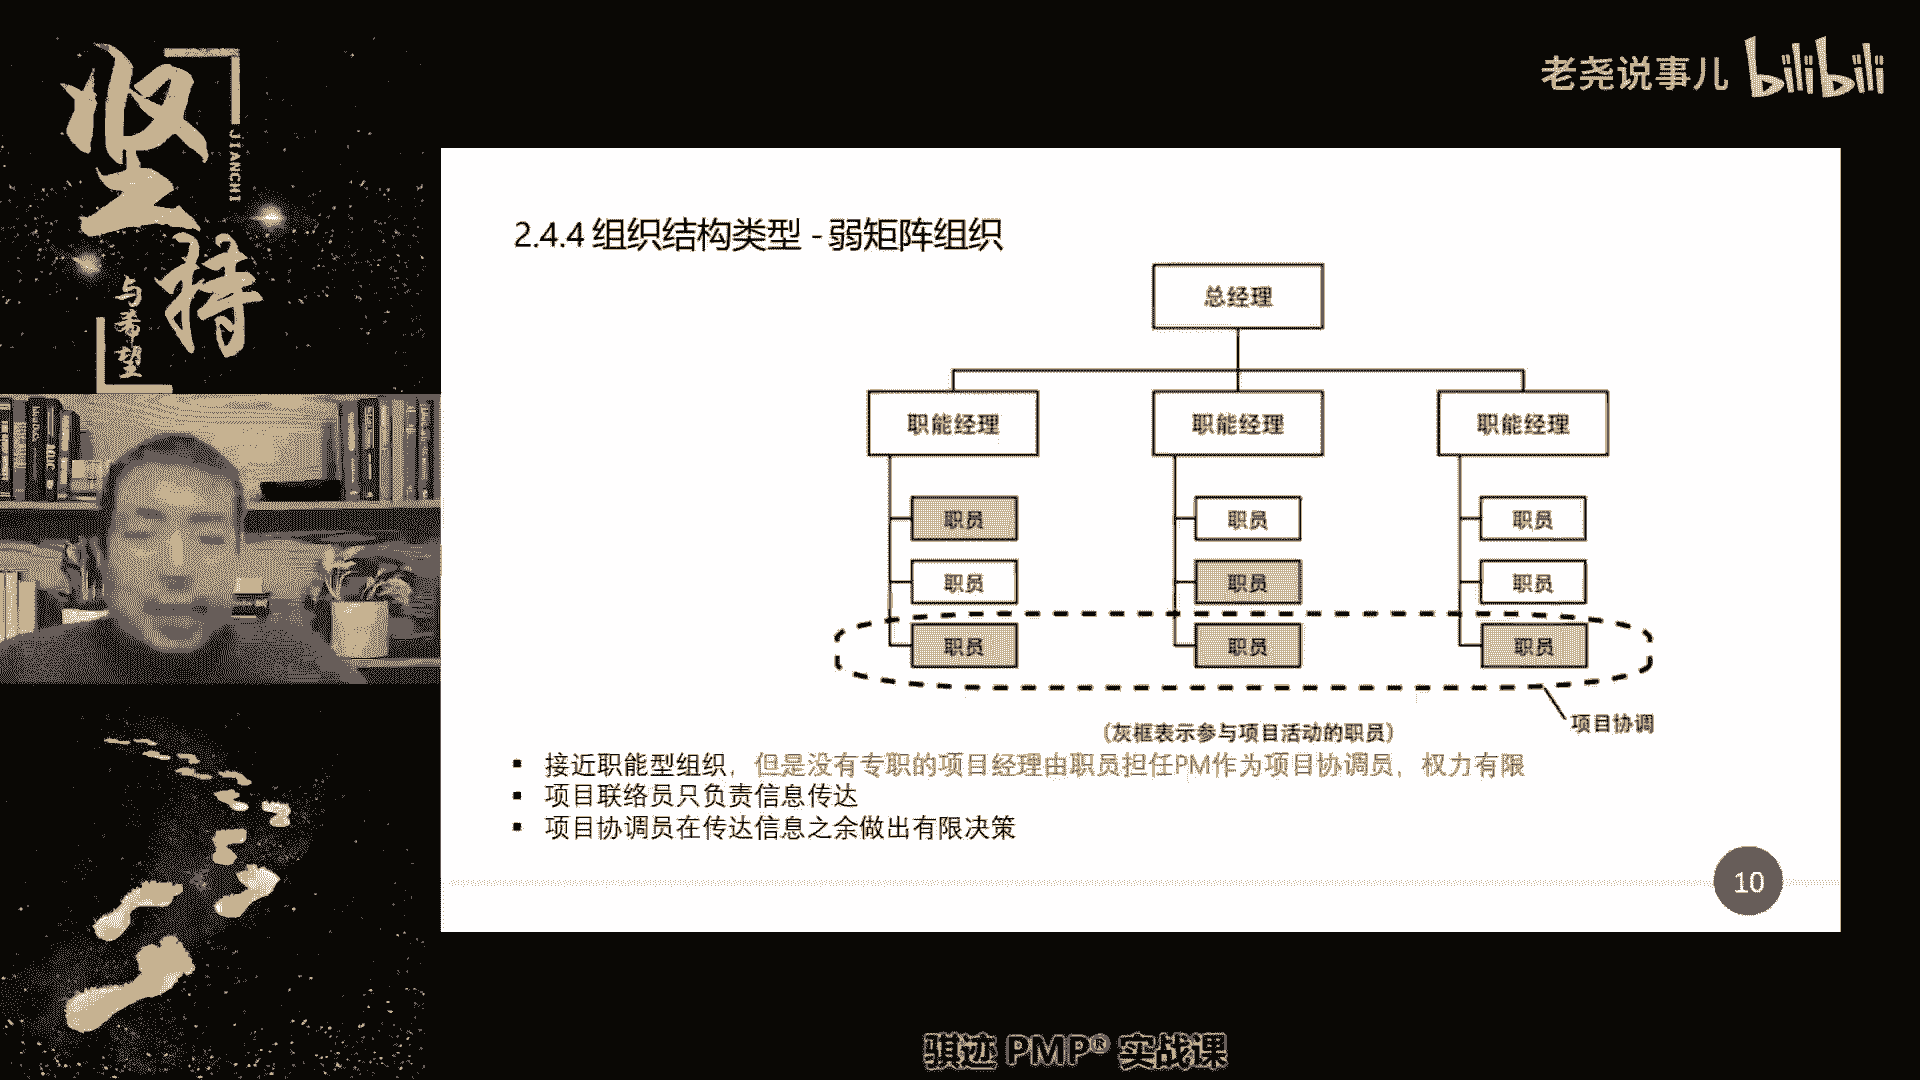 坚持
JIANCHI
与希望
老尧说事儿 bilibili
2.4.4 组织结构类型 - 弱矩阵组织
总经理
职能经理 职能经理 职能经理
职员 职员 职员
职员 职员 职员
职员 职员 职员
项目协调
(灰框表示参与项目活动的职员)
▪ 接近职能型组织，但是没有专职的项目经理由职员担任PM作为项目协调员，权力有限
▪ 项目联络员只负责信息传达
▪ 项目协调员在传达信息之余做出有限决策
10
骐迹 PMP® 实战课